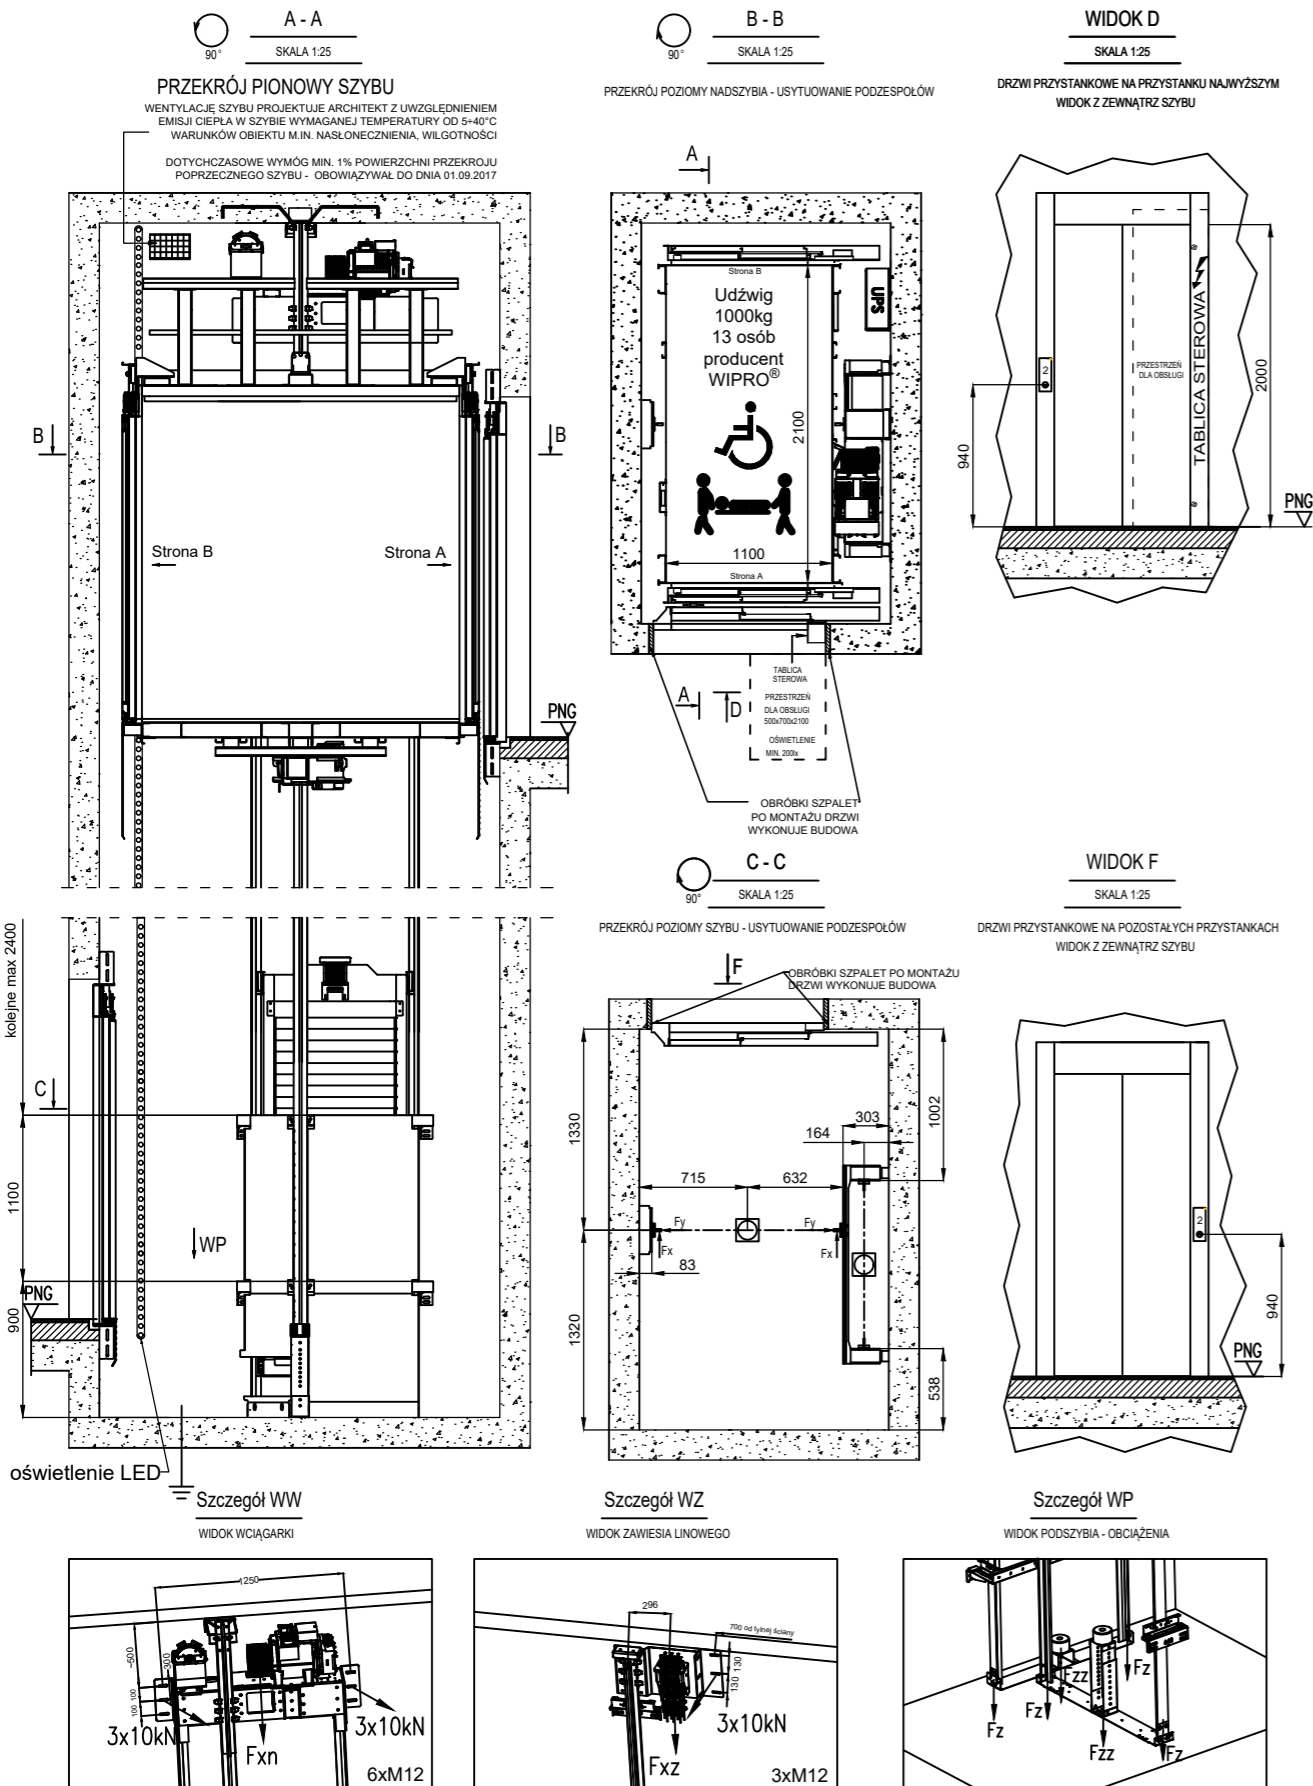 A - A
90°
SKALA 1:25
PRZEKRÓJ PIONOWY SZYBU
WENTYLACJĘ SZYBU PROJEKTUJE ARCHITEKT Z UWZGLĘDNIENIEM
EMISJI CIEPŁA W SZYBIE WYMAGANEJ TEMPERATURY OD 5÷40°C
WARUNKÓW OBIEKTU M.IN. NASŁONECZNIENIA, WILGOTNOŚCI
DOTYCHCZASOWE WYMÓG MIN. 1% POWIERZCHNI PRZEKROJU
POPRZECZNEGO SZYBU - OBOWIĄZYWAŁ DO DNIA 01.09.2017
B
B
Strona B
Strona A
PNG
kolejne max 2400
C
1100
WP
PNG
900
oświetlenie LED
B - B
90°
SKALA 1:25
PRZEKRÓJ POZIOMY NADSZYBIA - USYTUOWANIE PODZESPOŁÓW
A
Strona B
Udźwig
1000kg
13 osób
producent
WIPRO®
UPS
2100
1100
Strona A
TABLICA
STEROWA
A
D
PRZESTRZEŃ
DLA OBSŁUGI
500x700x2100
OŚWIETLENIE
MIN. 200lx
OBRÓBKI SZPALET
PO MONTAŻU DRZWI
WYKONUJE BUDOWA
WIDOK D
SKALA 1:25
DRZWI PRZYSTANKOWE NA PRZYSTANKU NAJWYŻSZYM
WIDOK Z ZEWNĄTRZ SZYBU
2
PRZESTRZEŃ
DLA OBSŁUGI
TABLICA STEROWA
2000
940
PNG
C - C
90°
SKALA 1:25
PRZEKRÓJ POZIOMY SZYBU - USYTUOWANIE PODZESPOŁÓW
F
OBRÓBKI SZPALET PO MONTAŻU
DRZWI WYKONUJE BUDOWA
1330
1002
303
164
715
632
Fy
Fy
Fx
Fx
83
1320
538
WIDOK F
SKALA 1:25
DRZWI PRZYSTANKOWE NA POZOSTAŁYCH PRZYSTANKACH
WIDOK Z ZEWNĄTRZ SZYBU
2
940
PNG
Szczegół WW
WIDOK WCIĄGARKI
1250
~500
300
100 100
3x10kN
3x10kN
Fxn
6xM12
Szczegół WZ
WIDOK ZAWIESIA LINOWEGO
296
700 od tylnej ściany
130 130
3x10kN
Fxz
3xM12
Szczegół WP
WIDOK PODSZYBIA - OBCIĄŻENIA
Fzz
Fz
Fz
Fz
Fzz
Fz